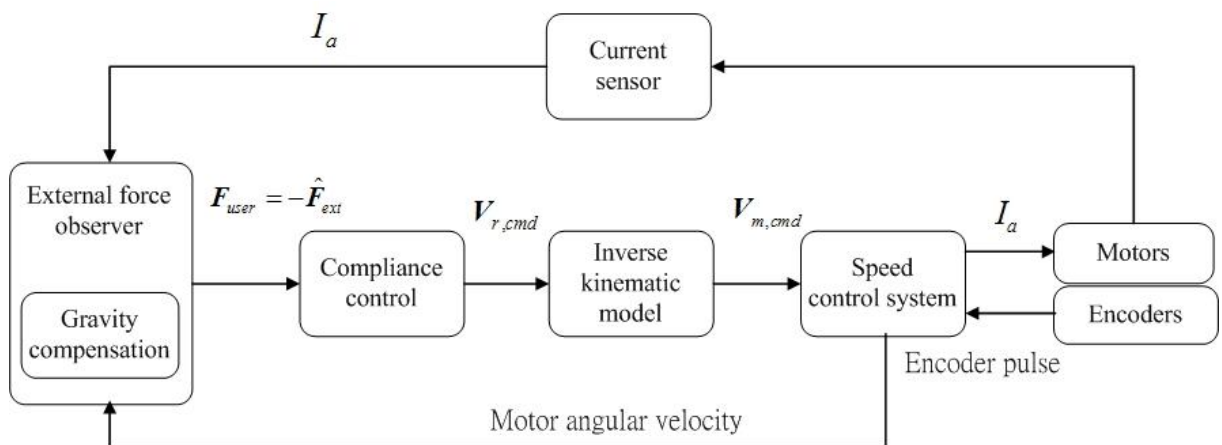 I_a
Current
sensor
External force
observer
Gravity
compensation
F_user = −F̂_ext
Compliance
control
V_r,cmd
Inverse
kinematic
model
V_m,cmd
Speed
control system
I_a
Motors
Encoders
Encoder pulse
Motor angular velocity